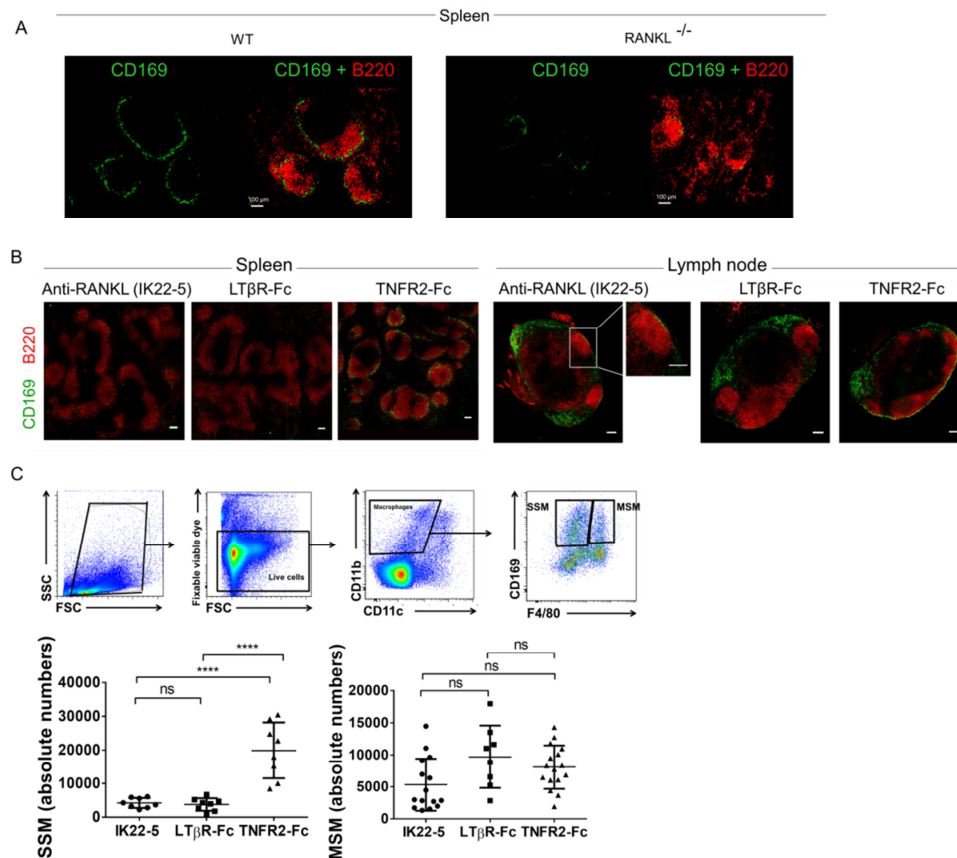 Spleen
A
WT
RANKL -/-
CD169
CD169 + B220
CD169
CD169 + B220
100 µm
100 µm
B
Spleen
Lymph node
Anti-RANKL (IK22-5)
LTβR-Fc
TNFR2-Fc
Anti-RANKL (IK22-5)
LTβR-Fc
TNFR2-Fc
CD169 B220
C
SSC
FSC
Fixable viable dye
Live cells
FSC
Macrophages
CD11b
CD11c
SSM
MSM
CD169
F4/80
SSM (absolute numbers)
40000
30000
20000
10000
0
****
****
ns
IK22-5
LTβR-Fc
TNFR2-Fc
MSM (absolute numbers)
20000
15000
10000
5000
0
ns
ns
ns
IK22-5
LTβR-Fc
TNFR2-Fc